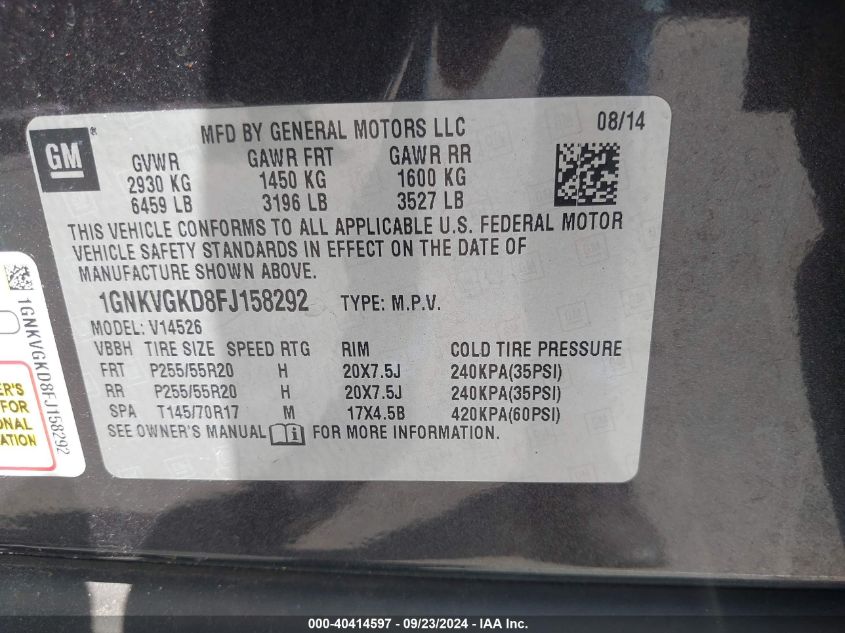 GM
®
MFD BY GENERAL MOTORS LLC
08/14
GVWR GAWR FRT GAWR RR
2930 KG 1450 KG 1600 KG
6459 LB 3196 LB 3527 LB
THIS VEHICLE CONFORMS TO ALL APPLICABLE U.S. FEDERAL MOTOR
VEHICLE SAFETY STANDARDS IN EFFECT ON THE DATE OF
MANUFACTURE SHOWN ABOVE.
1GNKVGKD8FJ158292 TYPE: M.P.V.
MODEL: V14526
VBBH TIRE SIZE SPEED RTG RIM COLD TIRE PRESSURE
FRT P255/55R20 H 20X7.5J 240KPA(35PSI)
RR P255/55R20 H 20X7.5J 240KPA(35PSI)
SPA T145/70R17 M 17X4.5B 420KPA(60PSI)
SEE OWNER'S MANUAL FOR MORE INFORMATION.
1GNKVGKD8FJ158292
ER'S
FOR
ONAL
ATION
000-40414597 - 09/23/2024 - IAA Inc.